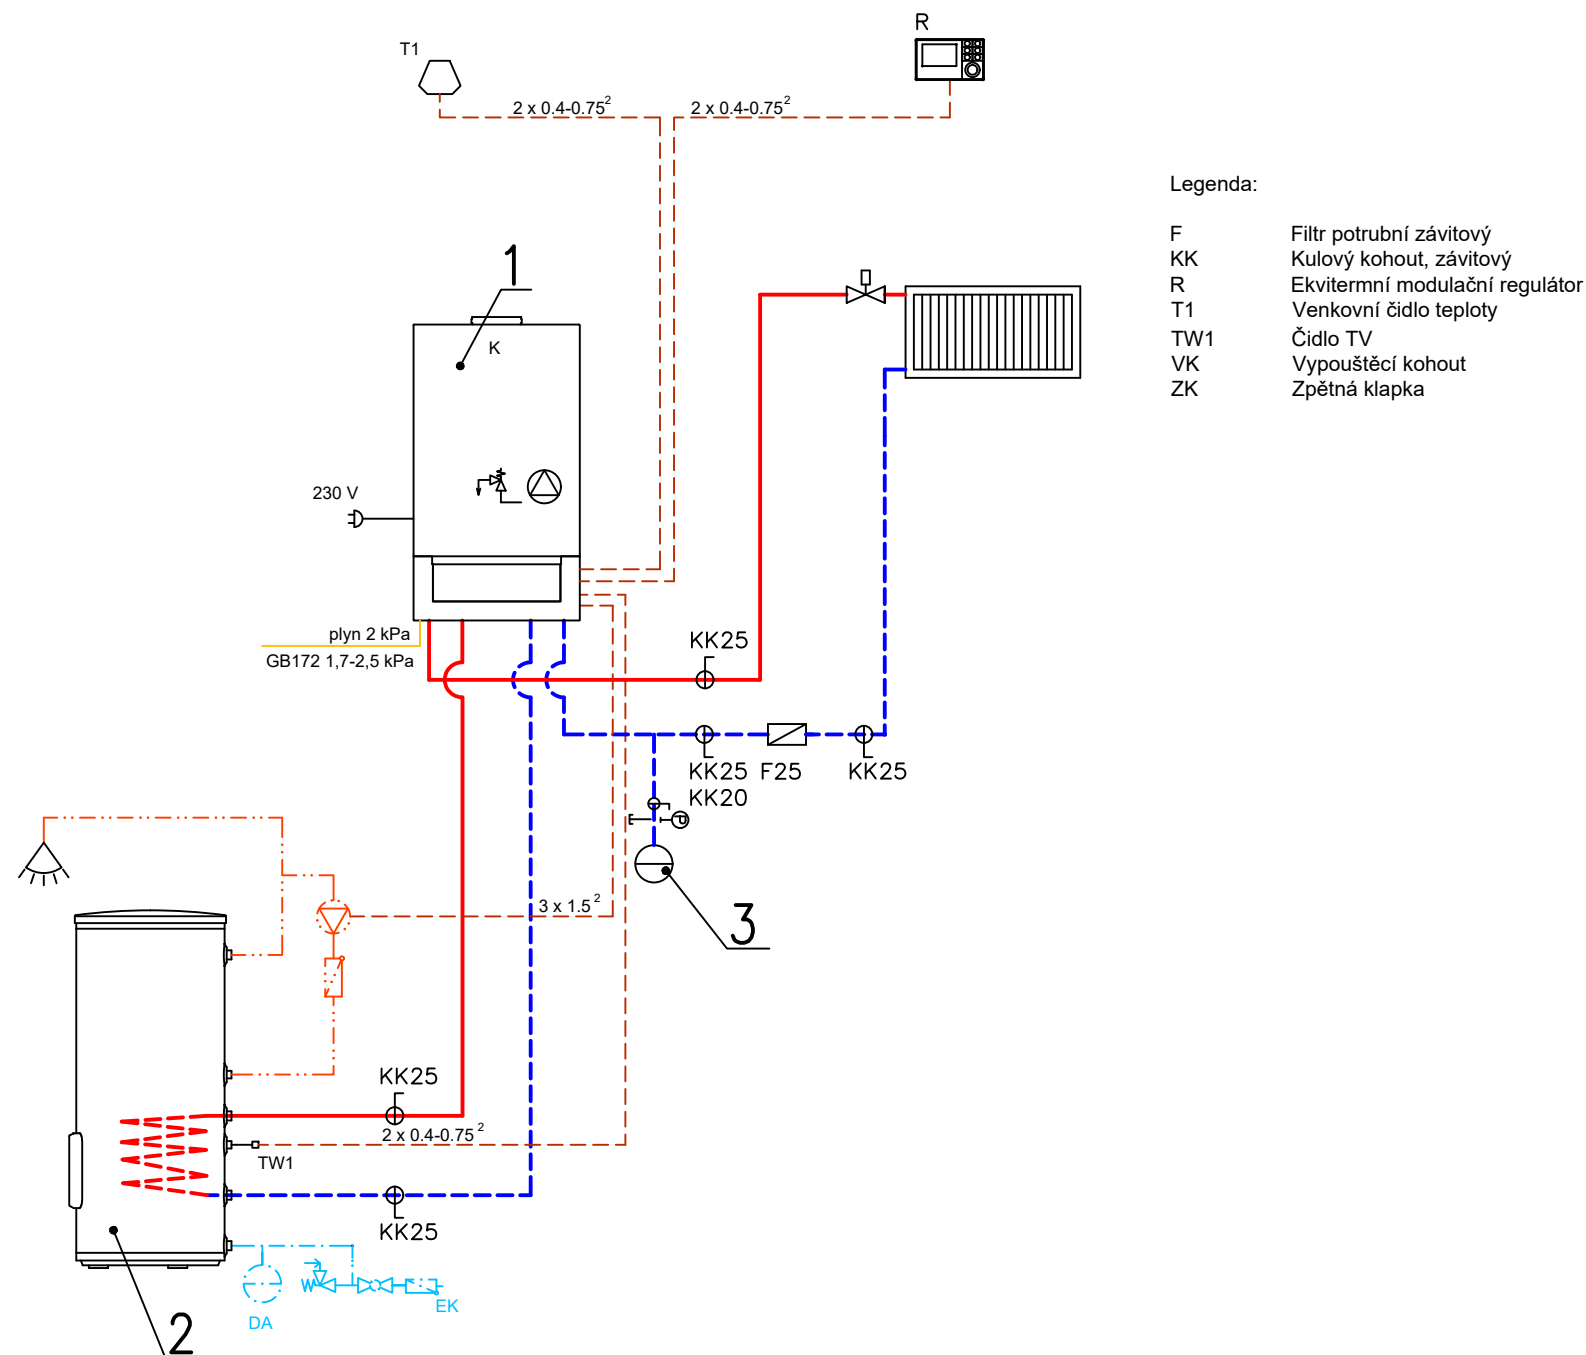 R
T1
2 x 0.4-0.75²
2 x 0.4-0.75²
Legenda:
F Filtr potrubní závitový
KK Kulový kohout, závitový
R Ekvitermní modulační regulátor
T1 Venkovní čidlo teploty
TW1 Čidlo TV
VK Vypouštěcí kohout
ZK Zpětná klapka
1
K
230 V
plyn 2 kPa
GB172 1,7-2,5 kPa
KK25
KK25
KK20
F25
KK25
P
3 x 1.5²
3
KK25
2 x 0.4-0.75²
TW1
KK25
DA
EK
2